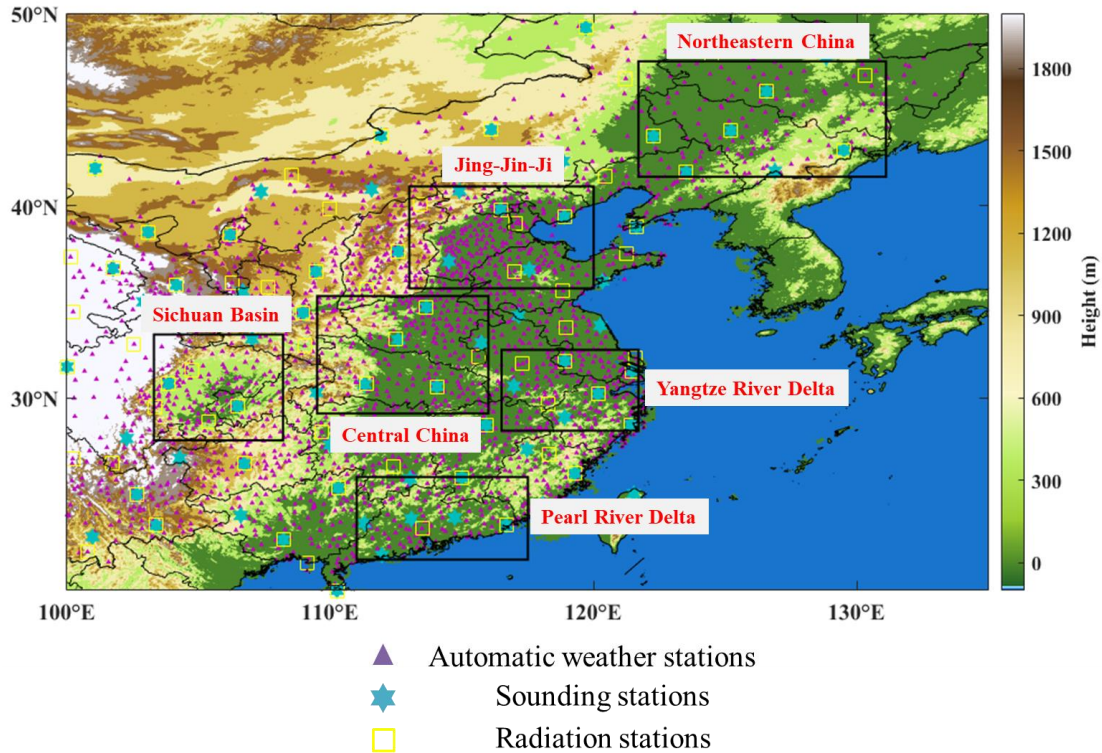 50°N
Northeastern China
1800
Jing-Jin-Ji
1500
40°N
1200
Height (m)
Sichuan Basin
900
Yangtze River Delta
30°N
600
Central China
300
Pearl River Delta
0
100°E
110°E
120°E
130°E
Automatic weather stations
Sounding stations
Radiation stations